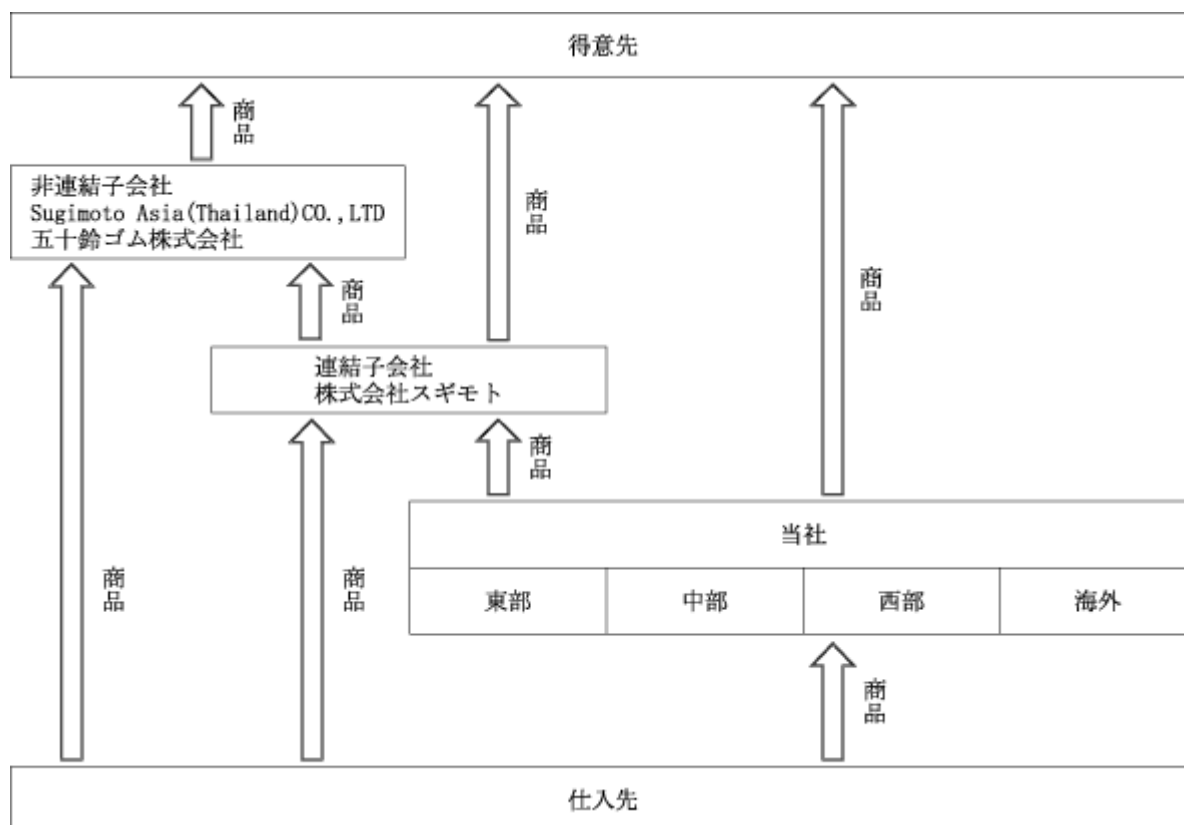 得意先
商品
商品
商品
非連結子会社
Sugimoto Asia(Thailand)CO.,LTD
五十鈴ゴム株式会社
商品
連結子会社
株式会社スギモト
商品
当社
東部
中部
西部
海外
商品
商品
商品
仕入先